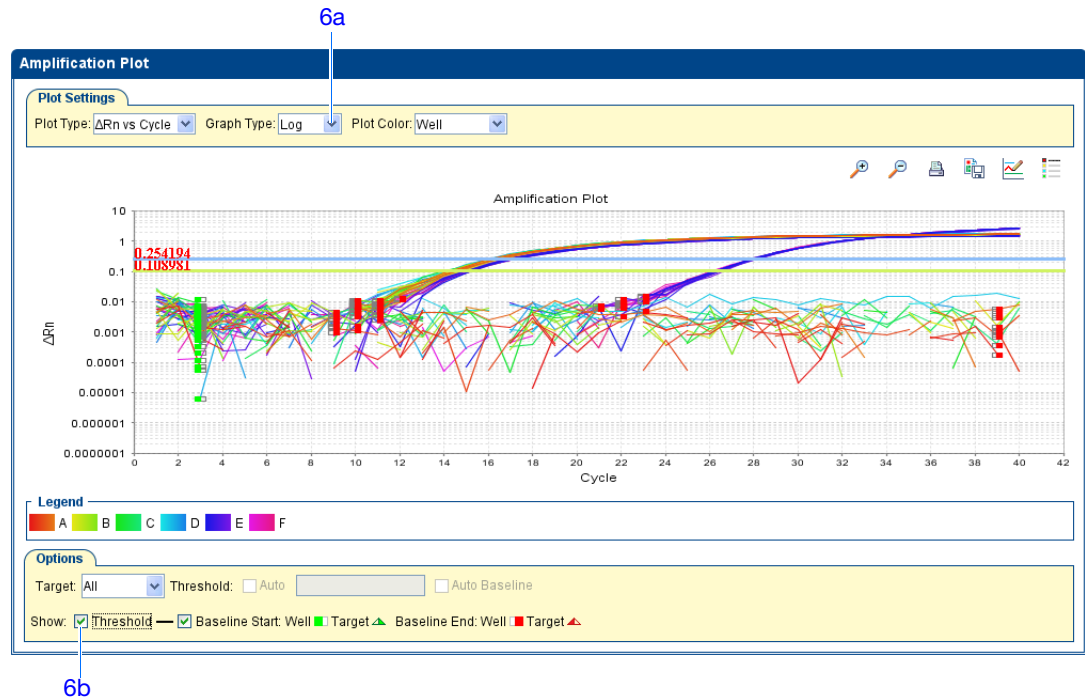 6a
Amplification Plot
Plot Settings
Plot Type: ΔRn vs Cycle Graph Type: Log Plot Color: Well
Amplification Plot
10
1
0.254194
0.108981
0.1
0.01
0.001
0.0001
0.00001
0.000001
0.0000001
ΔRn
0 2 4 6 8 10 12 14 16 18 20 22 24 26 28 30 32 34 36 38 40 42
Cycle
Legend
A B C D E F
Options
Target: All Threshold: Auto Auto Baseline
Show: Threshold Baseline Start: Well Target Baseline End: Well Target
6b